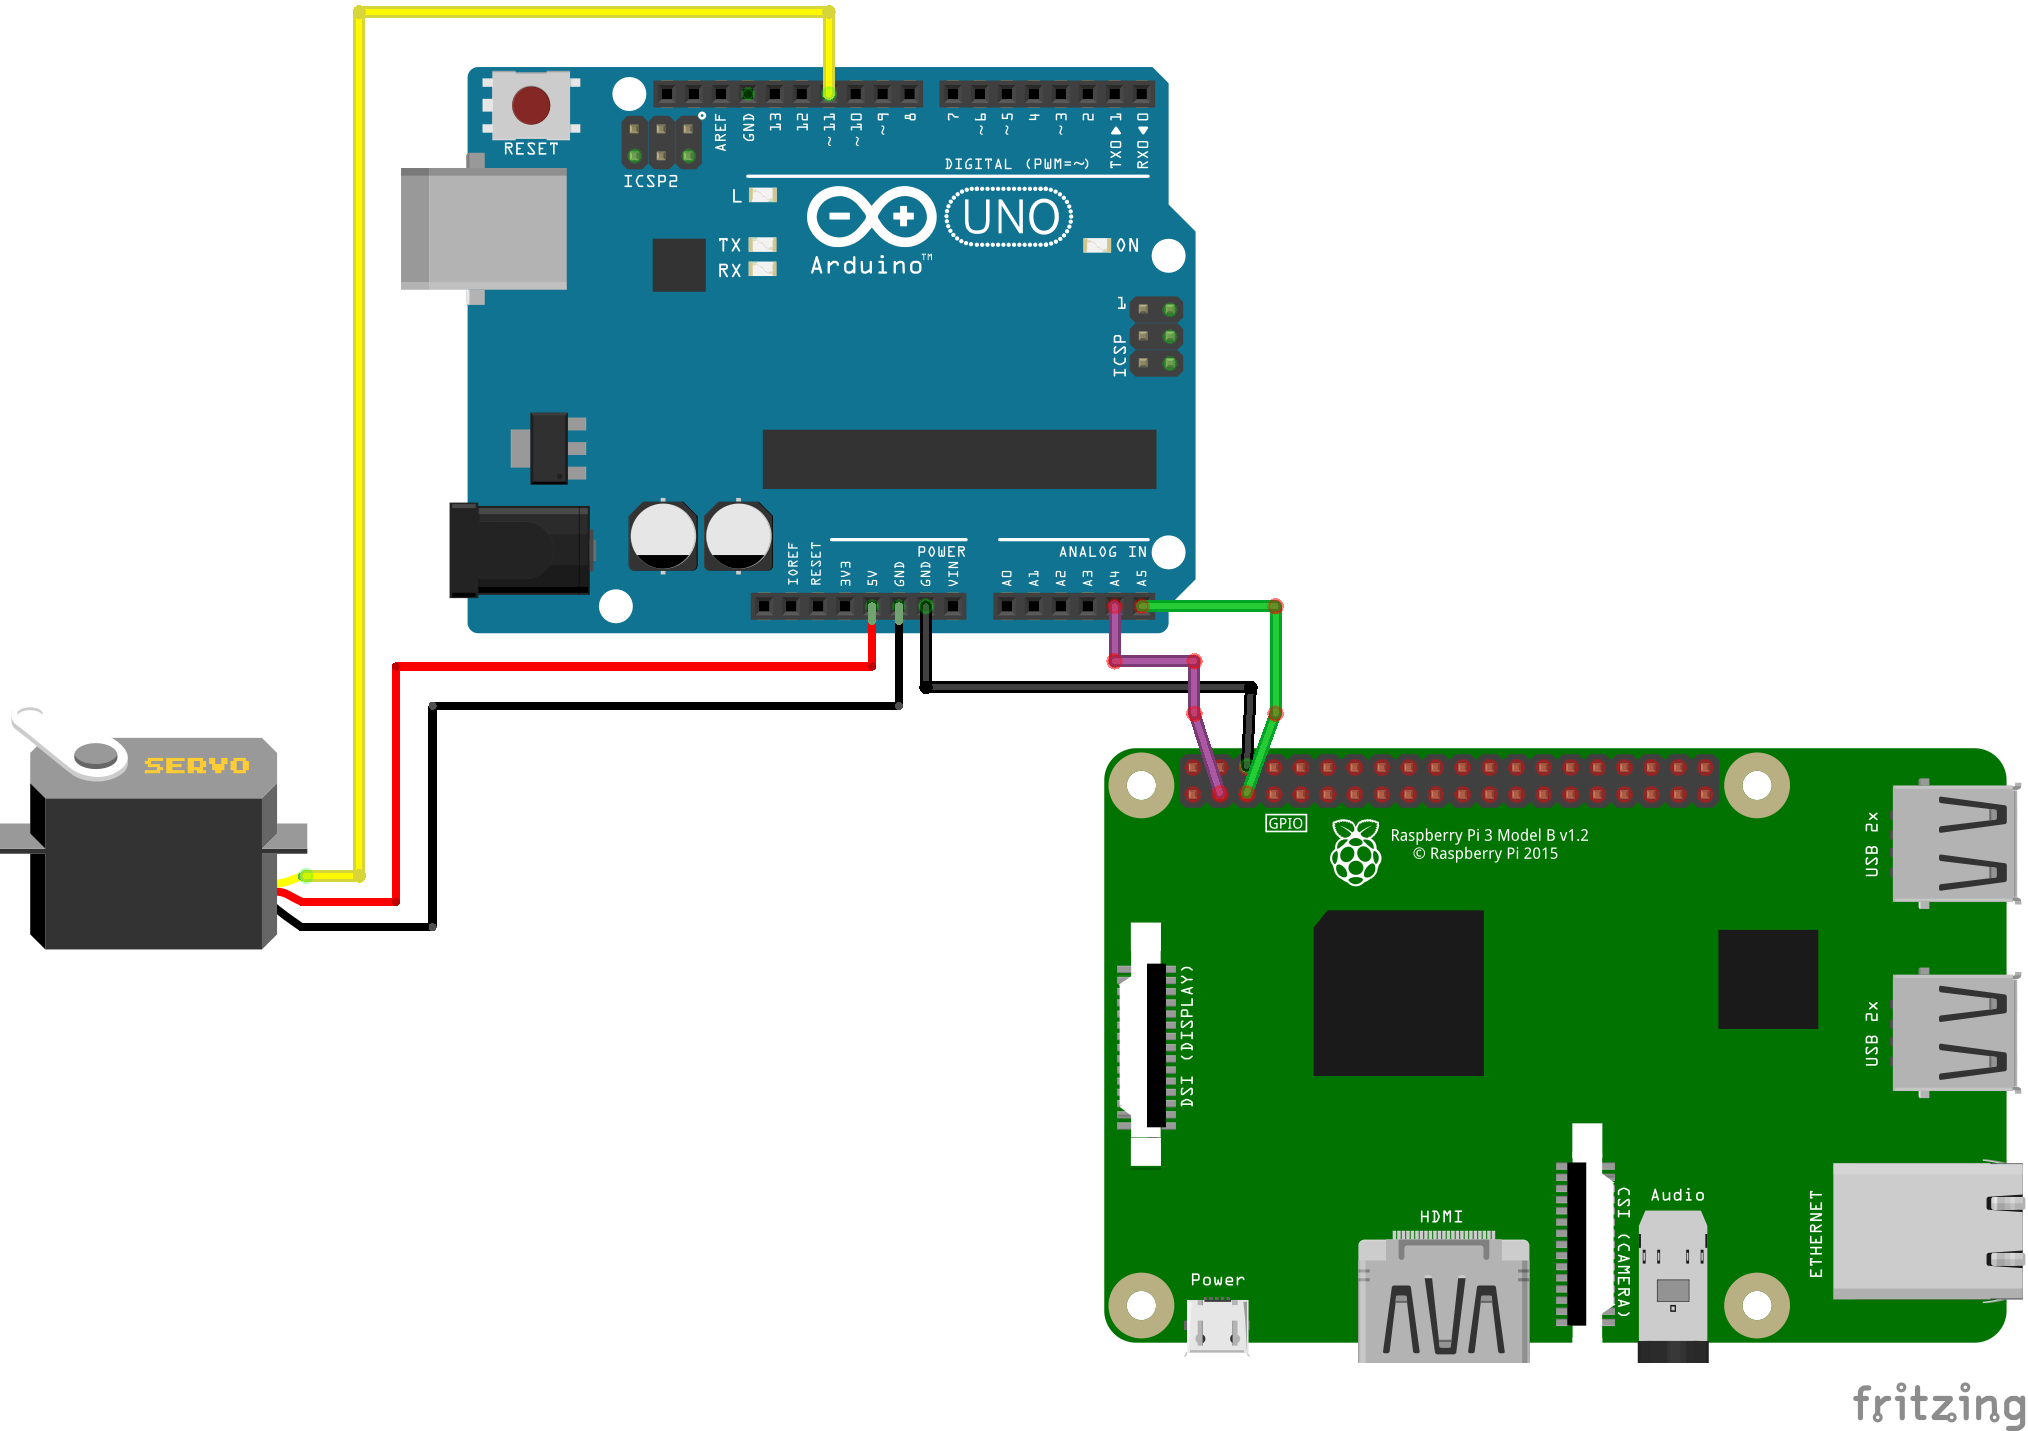 RESET
ICSP2
AREF
GND
13
12
~11
~10
~9
8
7
~6
~5
4
~3
2
TX0▶1
RX0◀0
DIGITAL (PWM=~)
L
TX
RX
UNO
Arduino™
ON
1
ICSP
POWER
ANALOG IN
IOREF
RESET
3V3
5V
GND
GND
VIN
A0
A1
A2
A3
A4
A5
SERVO
GPIO
Raspberry Pi 3 Model B v1.2
© Raspberry Pi 2015
USB 2x
DSI (DISPLAY)
USB 2x
CSI (CAMERA)
Audio
ETHERNET
HDMI
Power
fritzing